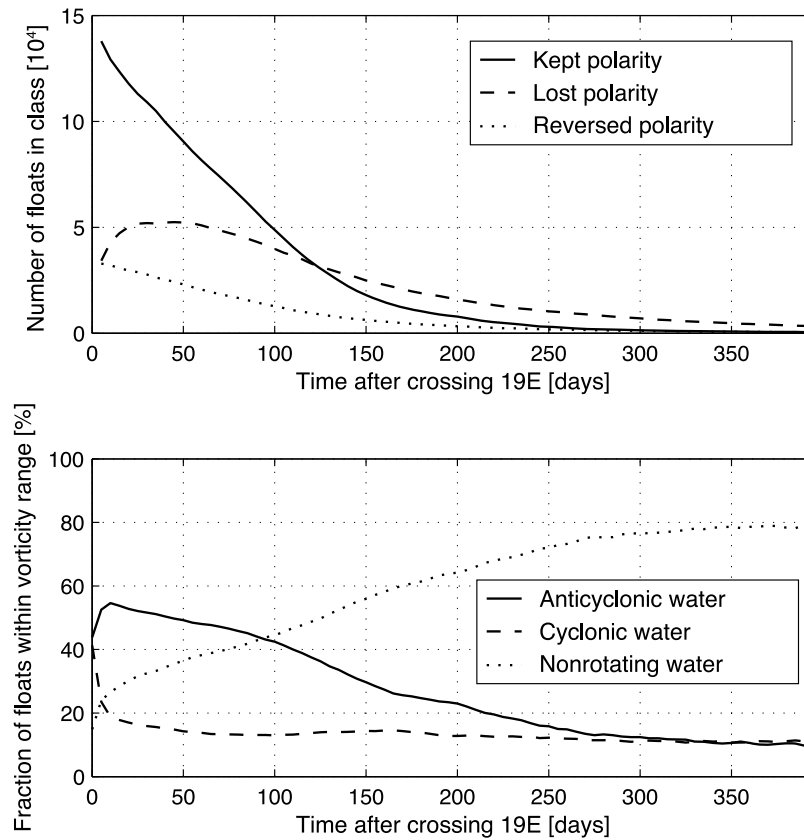 Number of floats in class [10⁴]
15
10
5
0
Kept polarity
Lost polarity
Reversed polarity
0 50 100 150 200 250 300 350
Time after crossing 19E [days]
Fraction of floats within vorticity range [%]
100
80
60
40
20
0
Anticyclonic water
Cyclonic water
Nonrotating water
0 50 100 150 200 250 300 350
Time after crossing 19E [days]